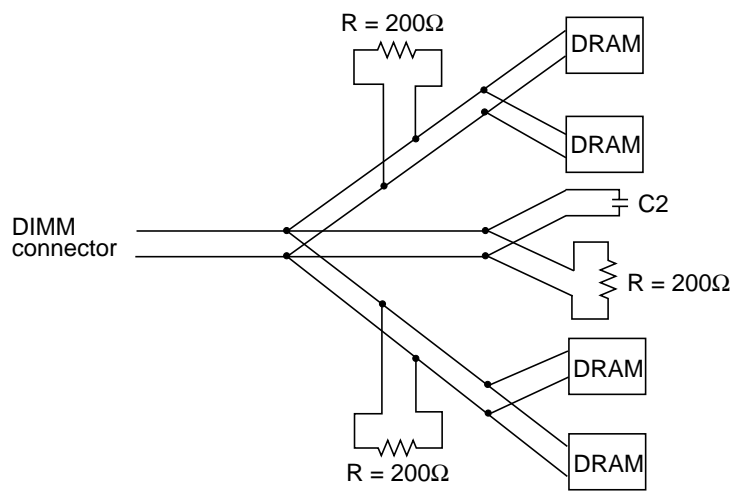 R = 200Ω
DRAM
DRAM
C2
DIMM
connector
R = 200Ω
DRAM
R = 200Ω
DRAM